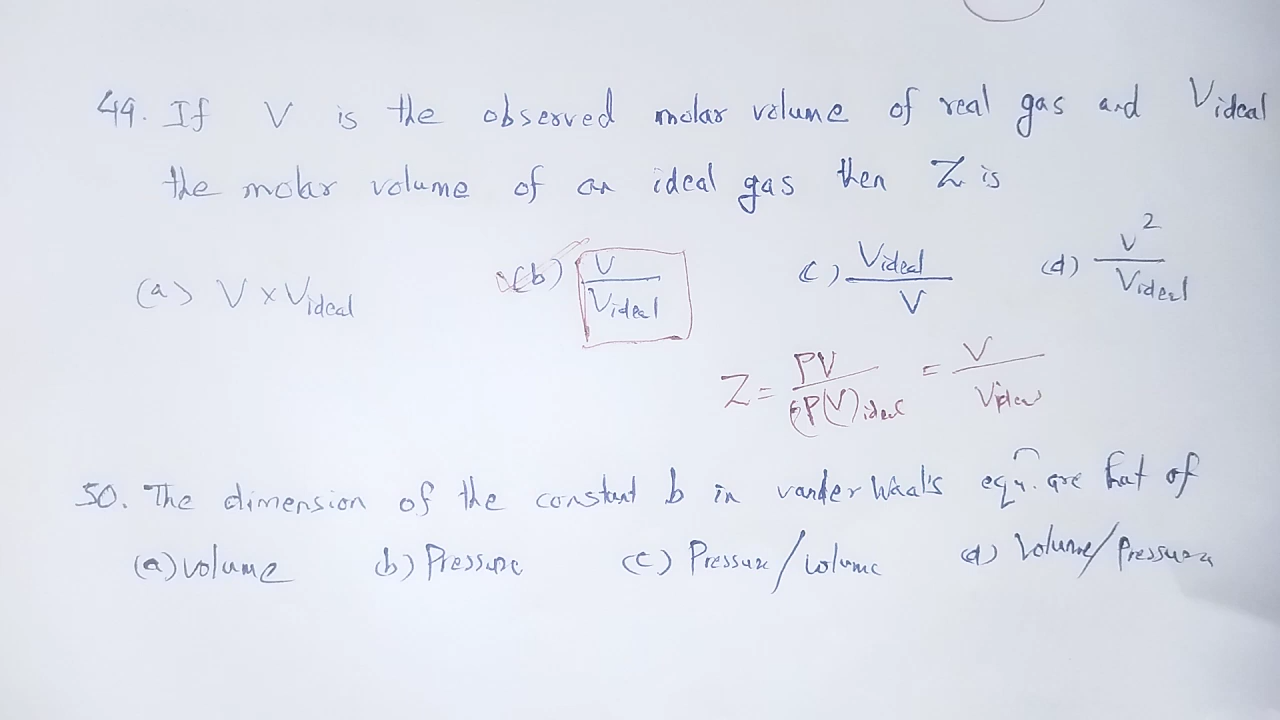 49. If V is the observed molar volume of real gas and Videal
the molar volume of an ideal gas then Z is
(a) V × Videal (b) V/Videal (c) Videal/V (d) V²/Videal
Z = PV/(P(V)ideal = V/Videal
50. The dimension of the constant b in vander Waal's equn. are that of
(a) volume b) Pressure (c) Pressure/volume d) Volume/Pressure